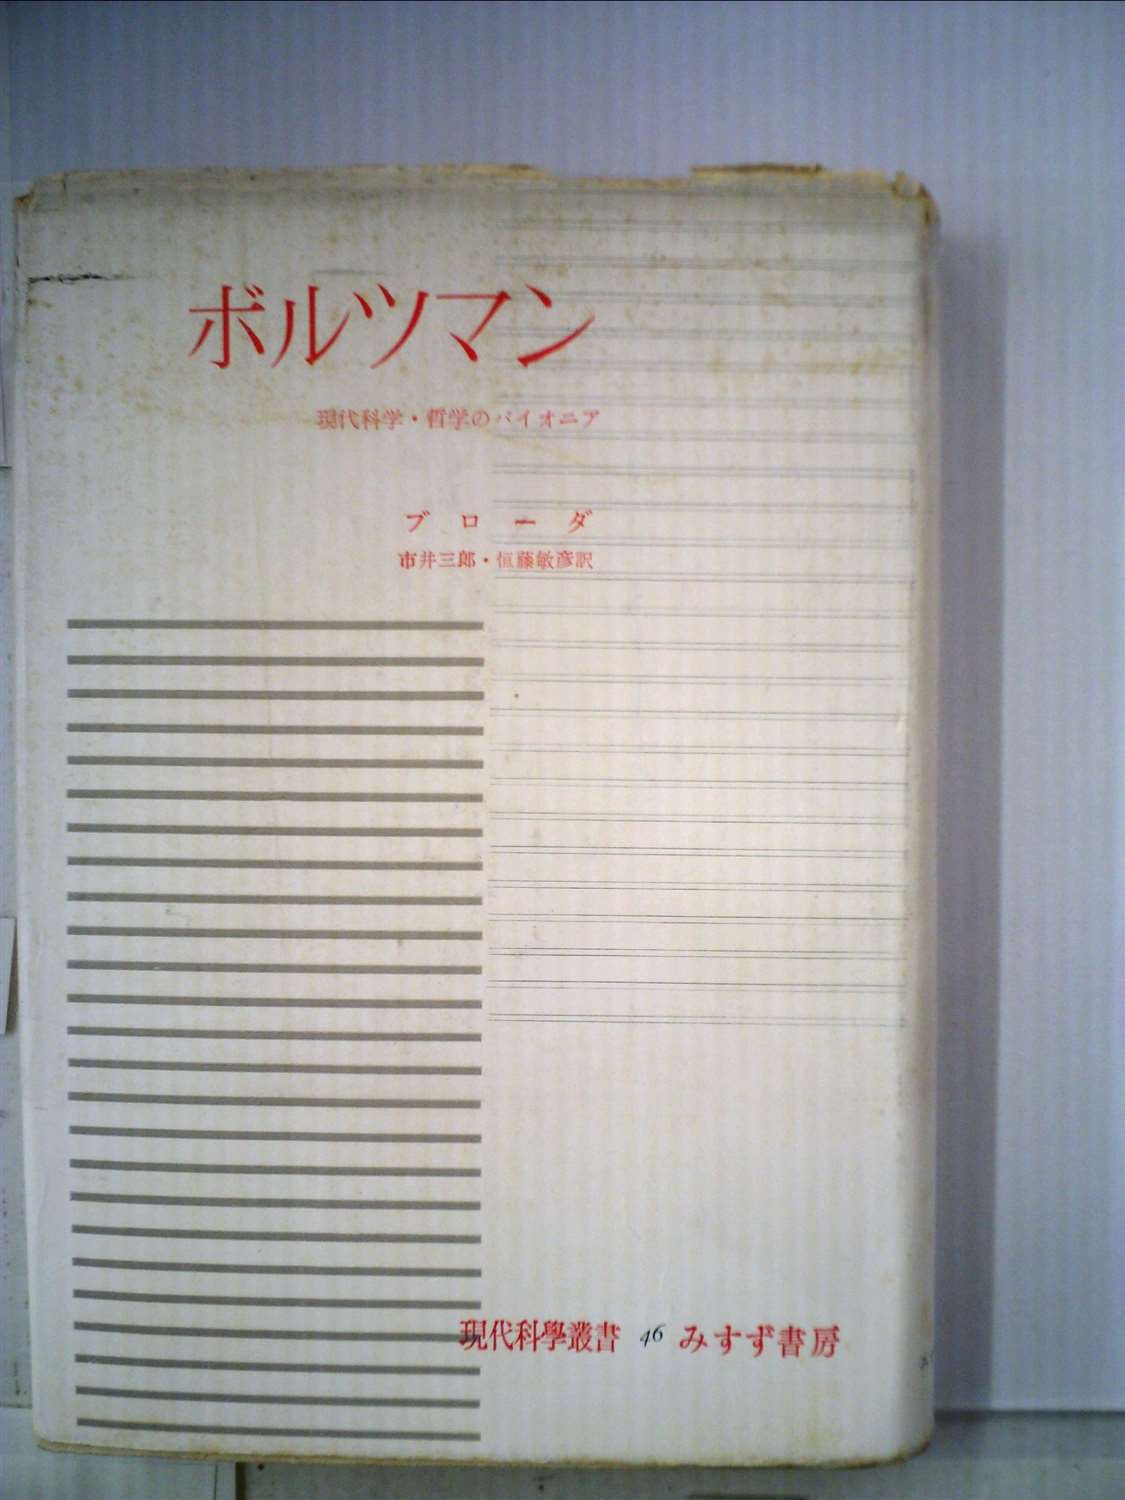 ボルツマン
現代科学・哲学のパイオニア
ブローダ
市井三郎・恒藤敏彦訳
現代科學叢書 46 みすず書房